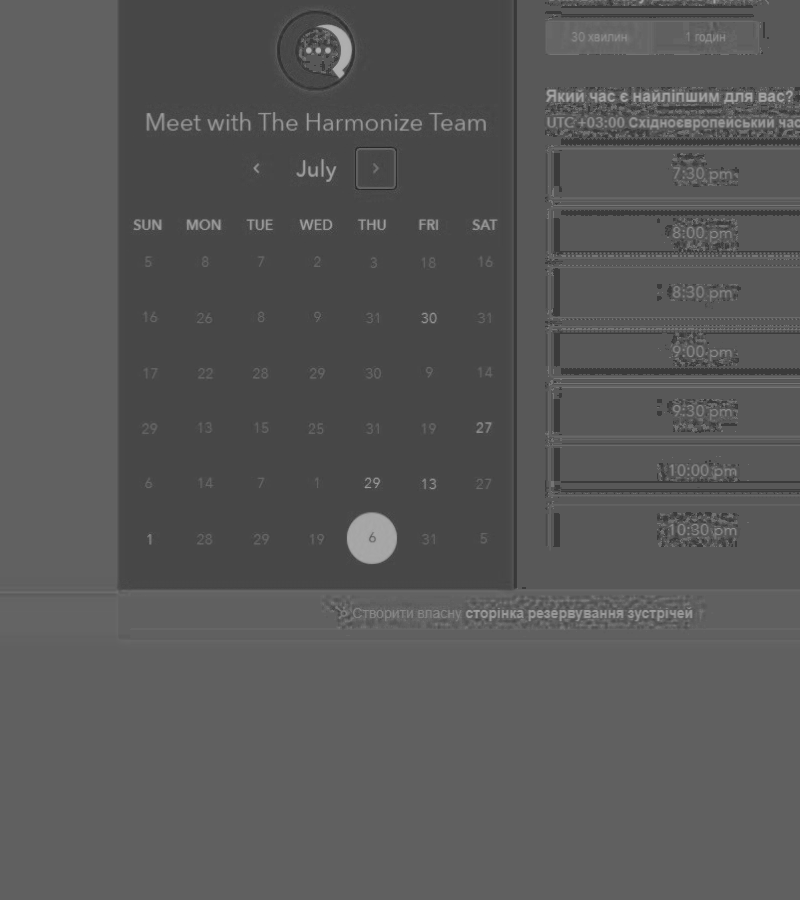 30 хвилин 1 годин
Який час є найліпшим для вас?
UTC +03:00 Східноєвропейський час
Meet with The Harmonize Team
July
SUN MON TUE WED THU FRI SAT
5 8 7 2 3 18 16
16 26 8 9 31 30 31
17 22 28 29 30 9 14
29 13 15 25 31 19 27
6 14 7 1 29 13 27
1 28 29 19 6 31 5
7:30 pm
8:00 pm
8:30 pm
9:00 pm
9:30 pm
10:00 pm
10:30 pm
Створити власну сторінка резервування зустрічей